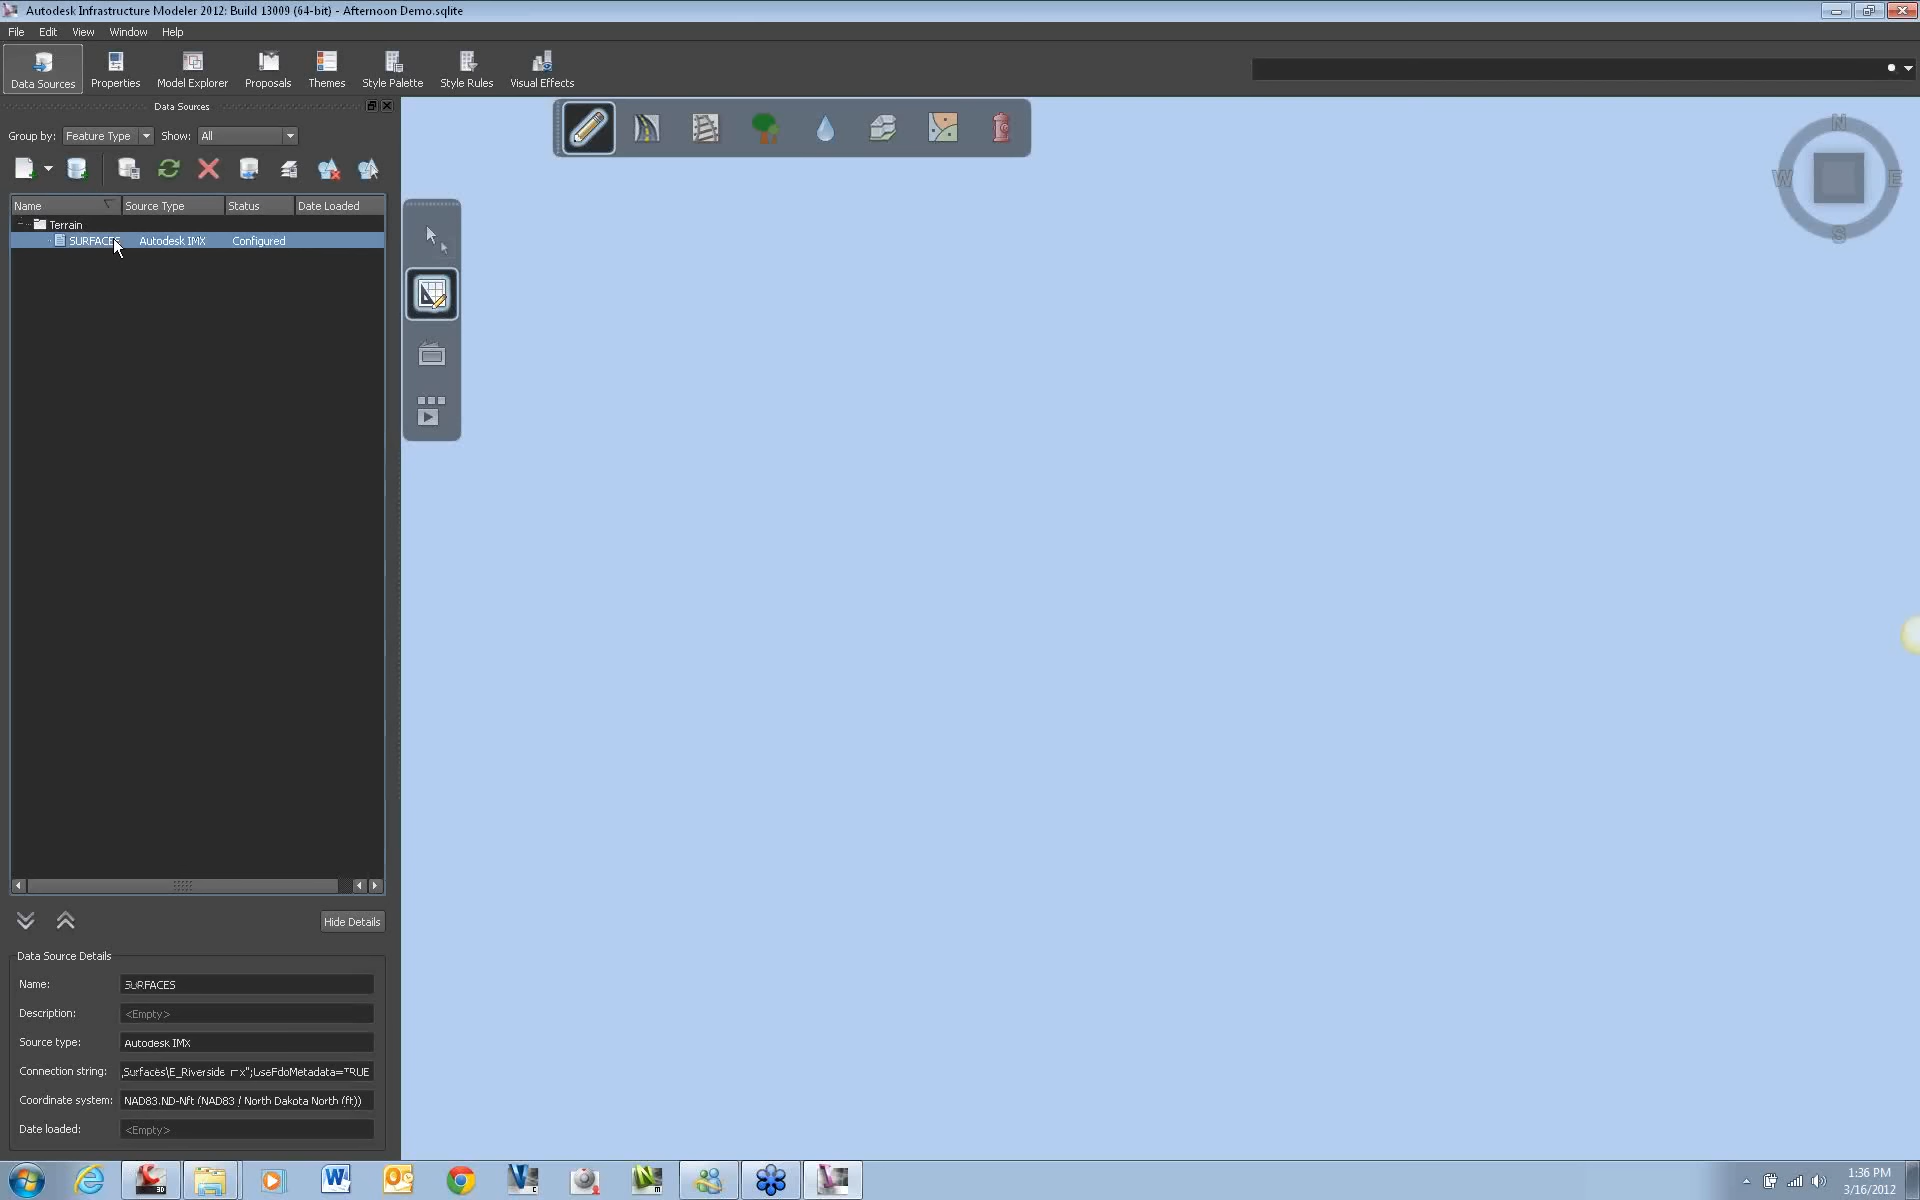 Autodesk Infrastructure Modeler 2012: Build 13009 (64-bit) - Afternoon Demo.sqlite
File Edit View Window Help
Data Sources Properties Model Explorer Proposals Themes Style Palette Style Rules Visual Effects
Data Sources
Group by: Feature Type Show: All
Name Source Type Status Date Loaded
Terrain
SURFACES Autodesk IMX Configured
Hide Details
Data Source Details
Name: SURFACES
Description: <Empty>
Source type: Autodesk IMX
Connection string: UseFdoMetadata=TRUE
Coordinate system: NAD83.ND-Nft (NAD83 / North Dakota North (ft))
Date loaded: <Empty>
N
W E
S
1:36 PM
3/16/2012